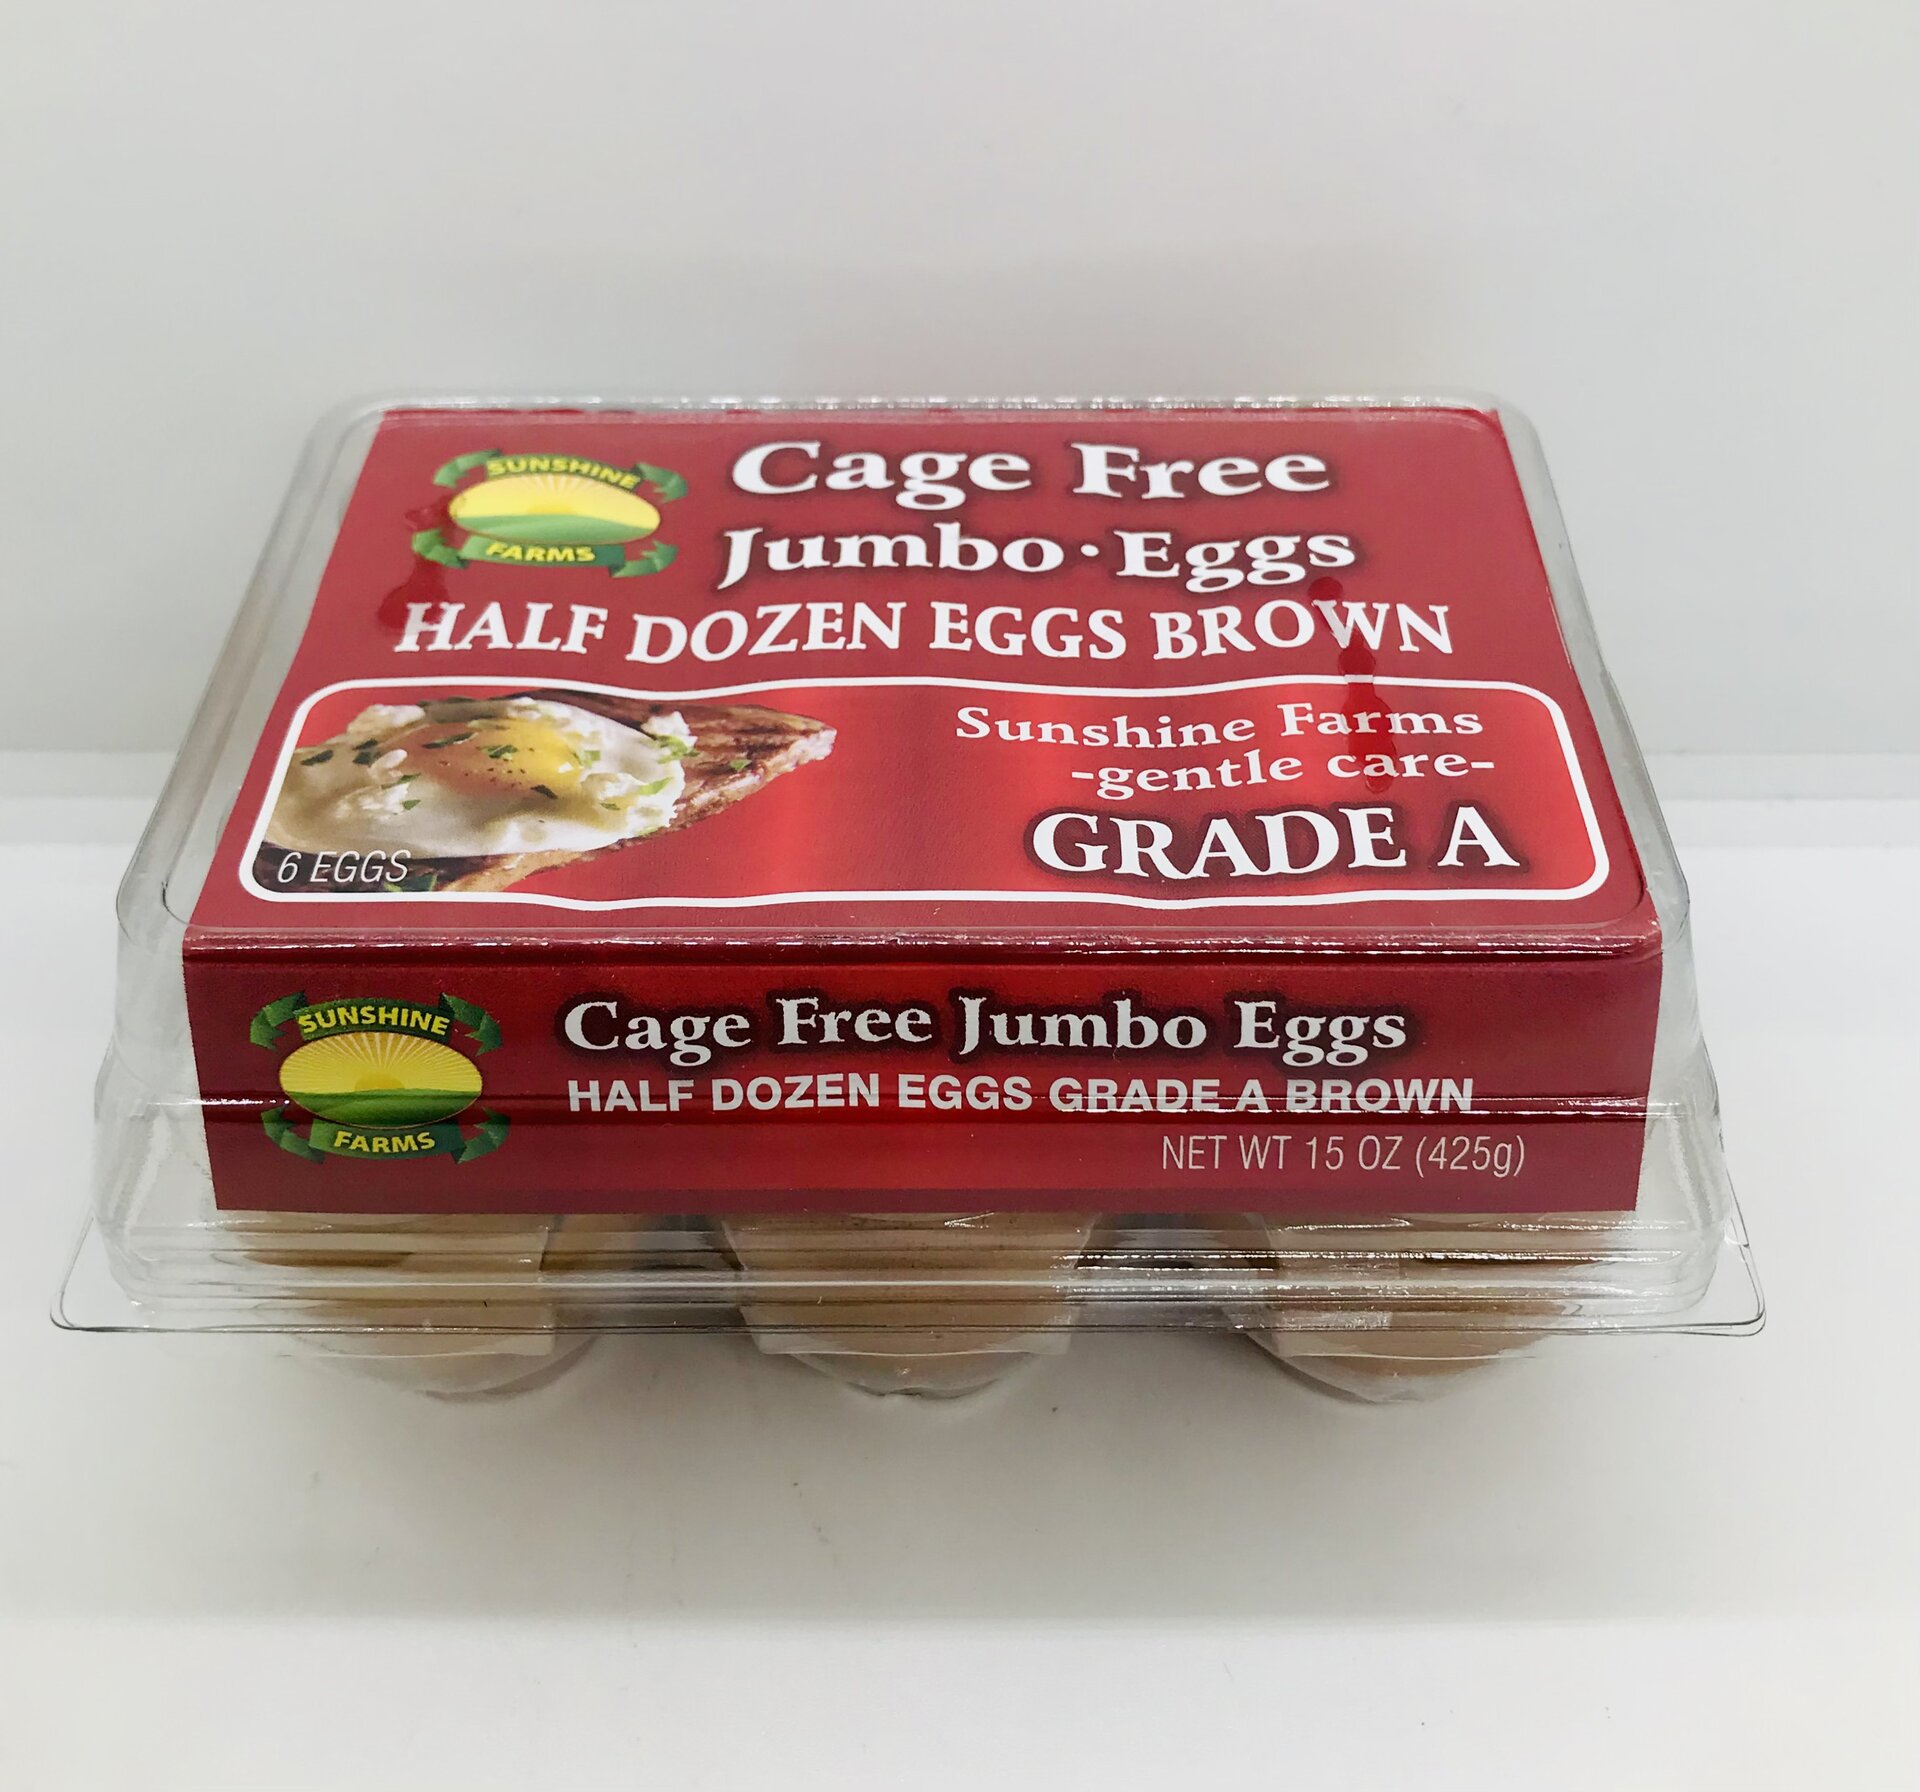 SUNSHINE
FARMS
Cage Free
Jumbo·Eggs
HALF DOZEN EGGS BROWN
Sunshine Farms
-gentle care-
GRADE A
6 EGGS
SUNSHINE
FARMS
Cage Free Jumbo Eggs
HALF DOZEN EGGS GRADE A BROWN
NET WT 15 OZ (425g)